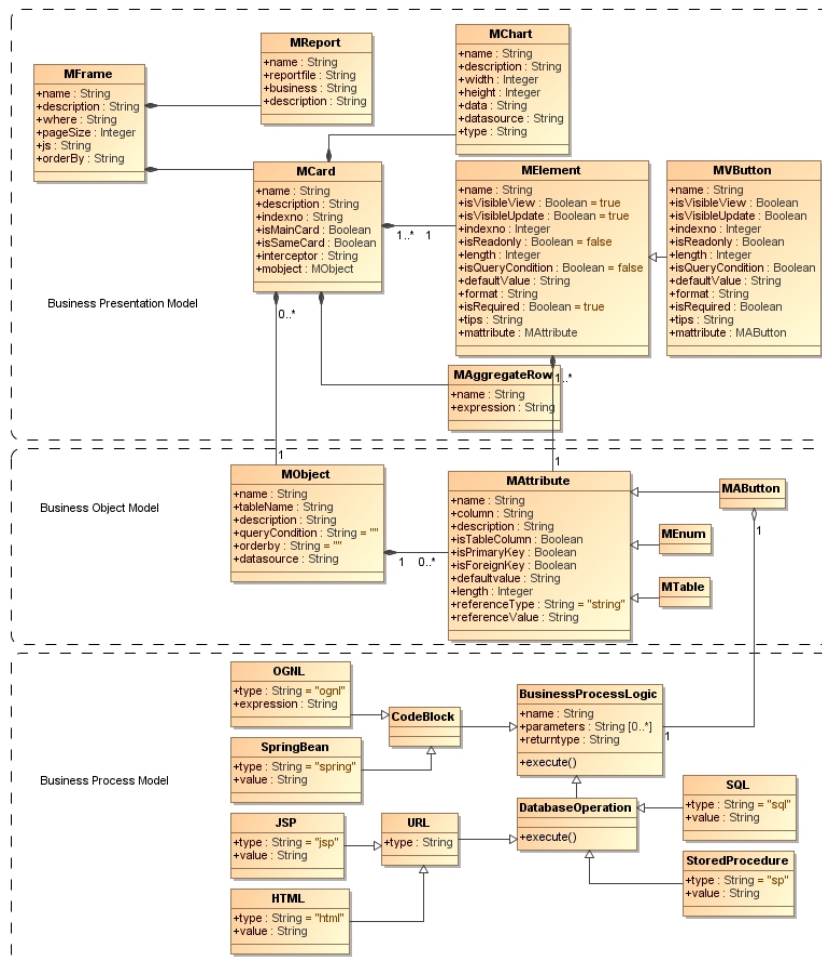 MReport
+name : String
+reportfile : String
+business : String
+description : String
MChart
+name : String
+description : String
+width : Integer
+height : Integer
+data : String
+datasource : String
+type : String
MFrame
+name : String
+description : String
+where : String
+pageSize : Integer
+js : String
+orderBy : String
MCard
+name : String
+description : String
+indexno : String
+isMainCard : Boolean
+isSameCard : Boolean
+interceptor : String
+mobject : MObject
1..*
1
0..*
MElement
+name : String
+isVisibleView : Boolean = true
+isVisibleUpdate : Boolean = true
+indexno : Integer
+isReadonly : Boolean = false
+length : Integer
+isQueryCondition : Boolean = false
+defaultValue : String
+format : String
+isRequired : Boolean = true
+tips : String
+mattribute : MAttribute
MVButton
+name : String
+isVisibleView : Boolean
+isVisibleUpdate : Boolean
+indexno : Integer
+isReadonly : Boolean
+length : Integer
+isQueryCondition : Boolean
+defaultValue : String
+format : String
+isRequired : Boolean
+tips : String
+mattribute : MAButton
Business Presentation Model
MAggregateRow
+name : String
+expression : String
1..*
1
1
Business Object Model
MObject
+name : String
+tableName : String
+description : String
+queryCondition : String = ""
+orderby : String = ""
+datasource : String
1
0..*
MAttribute
+name : String
+column : String
+description : String
+isTableColumn : Boolean
+isPrimaryKey : Boolean
+isForeignKey : Boolean
+defaultvalue : String
+length : Integer
+referenceType : String = "string"
+referenceValue : String
MAButton
1
MEnum
MTable
Business Process Model
OGNL
+type : String = "ognl"
+expression : String
CodeBlock
BusinessProcessLogic
+name : String
+parameters : String [0..*]
+returntype : String
+execute()
1
SpringBean
+type : String = "spring"
+value : String
JSP
+type : String = "jsp"
+value : String
URL
+type : String
DatabaseOperation
+execute()
SQL
+type : String = "sql"
+value : String
StoredProcedure
+type : String = "sp"
+value : String
HTML
+type : String = "html"
+value : String